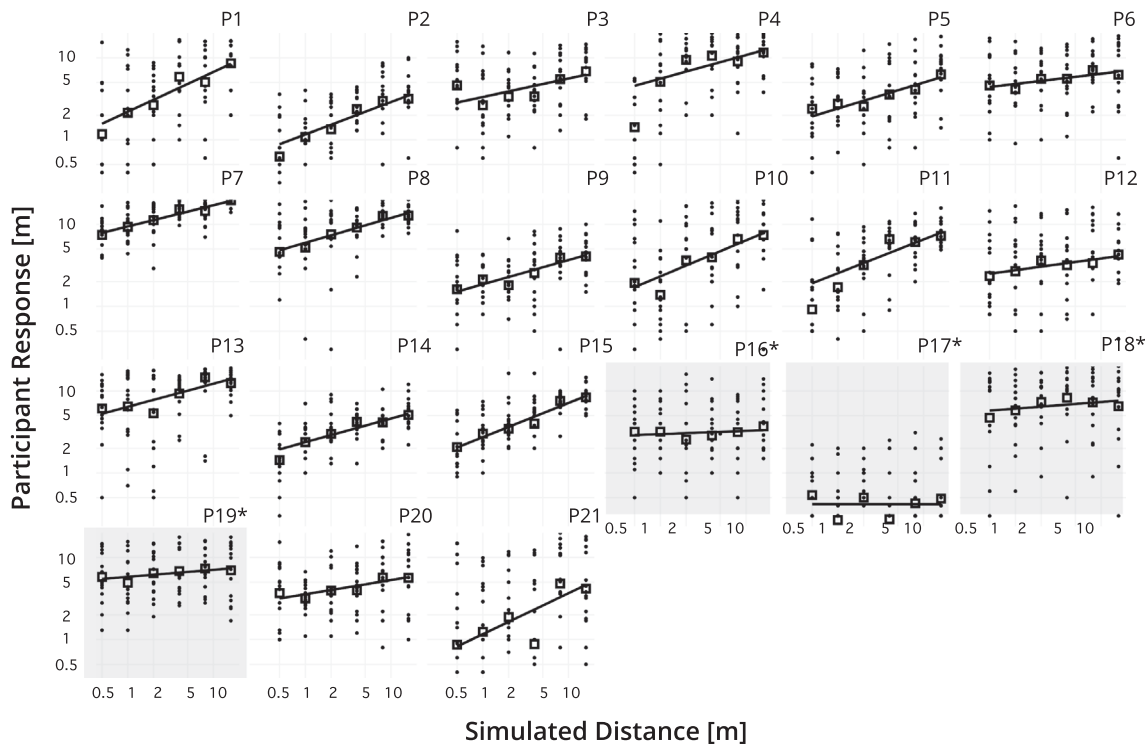 P1 P2 P3 P4 P5 P6
10
5
2
1
0.5
P7 P8 P9 P10 P11 P12
10
5
2
1
0.5
P13 P14 P15 P16* P17* P18*
10
5
2
1
0.5
0.5 1 2 5 10 0.5 1 2 5 10 0.5 1 2 5 10
P19* P20 P21
10
5
2
1
0.5
0.5 1 2 5 10 0.5 1 2 5 10 0.5 1 2 5 10
Participant Response [m]
Simulated Distance [m]